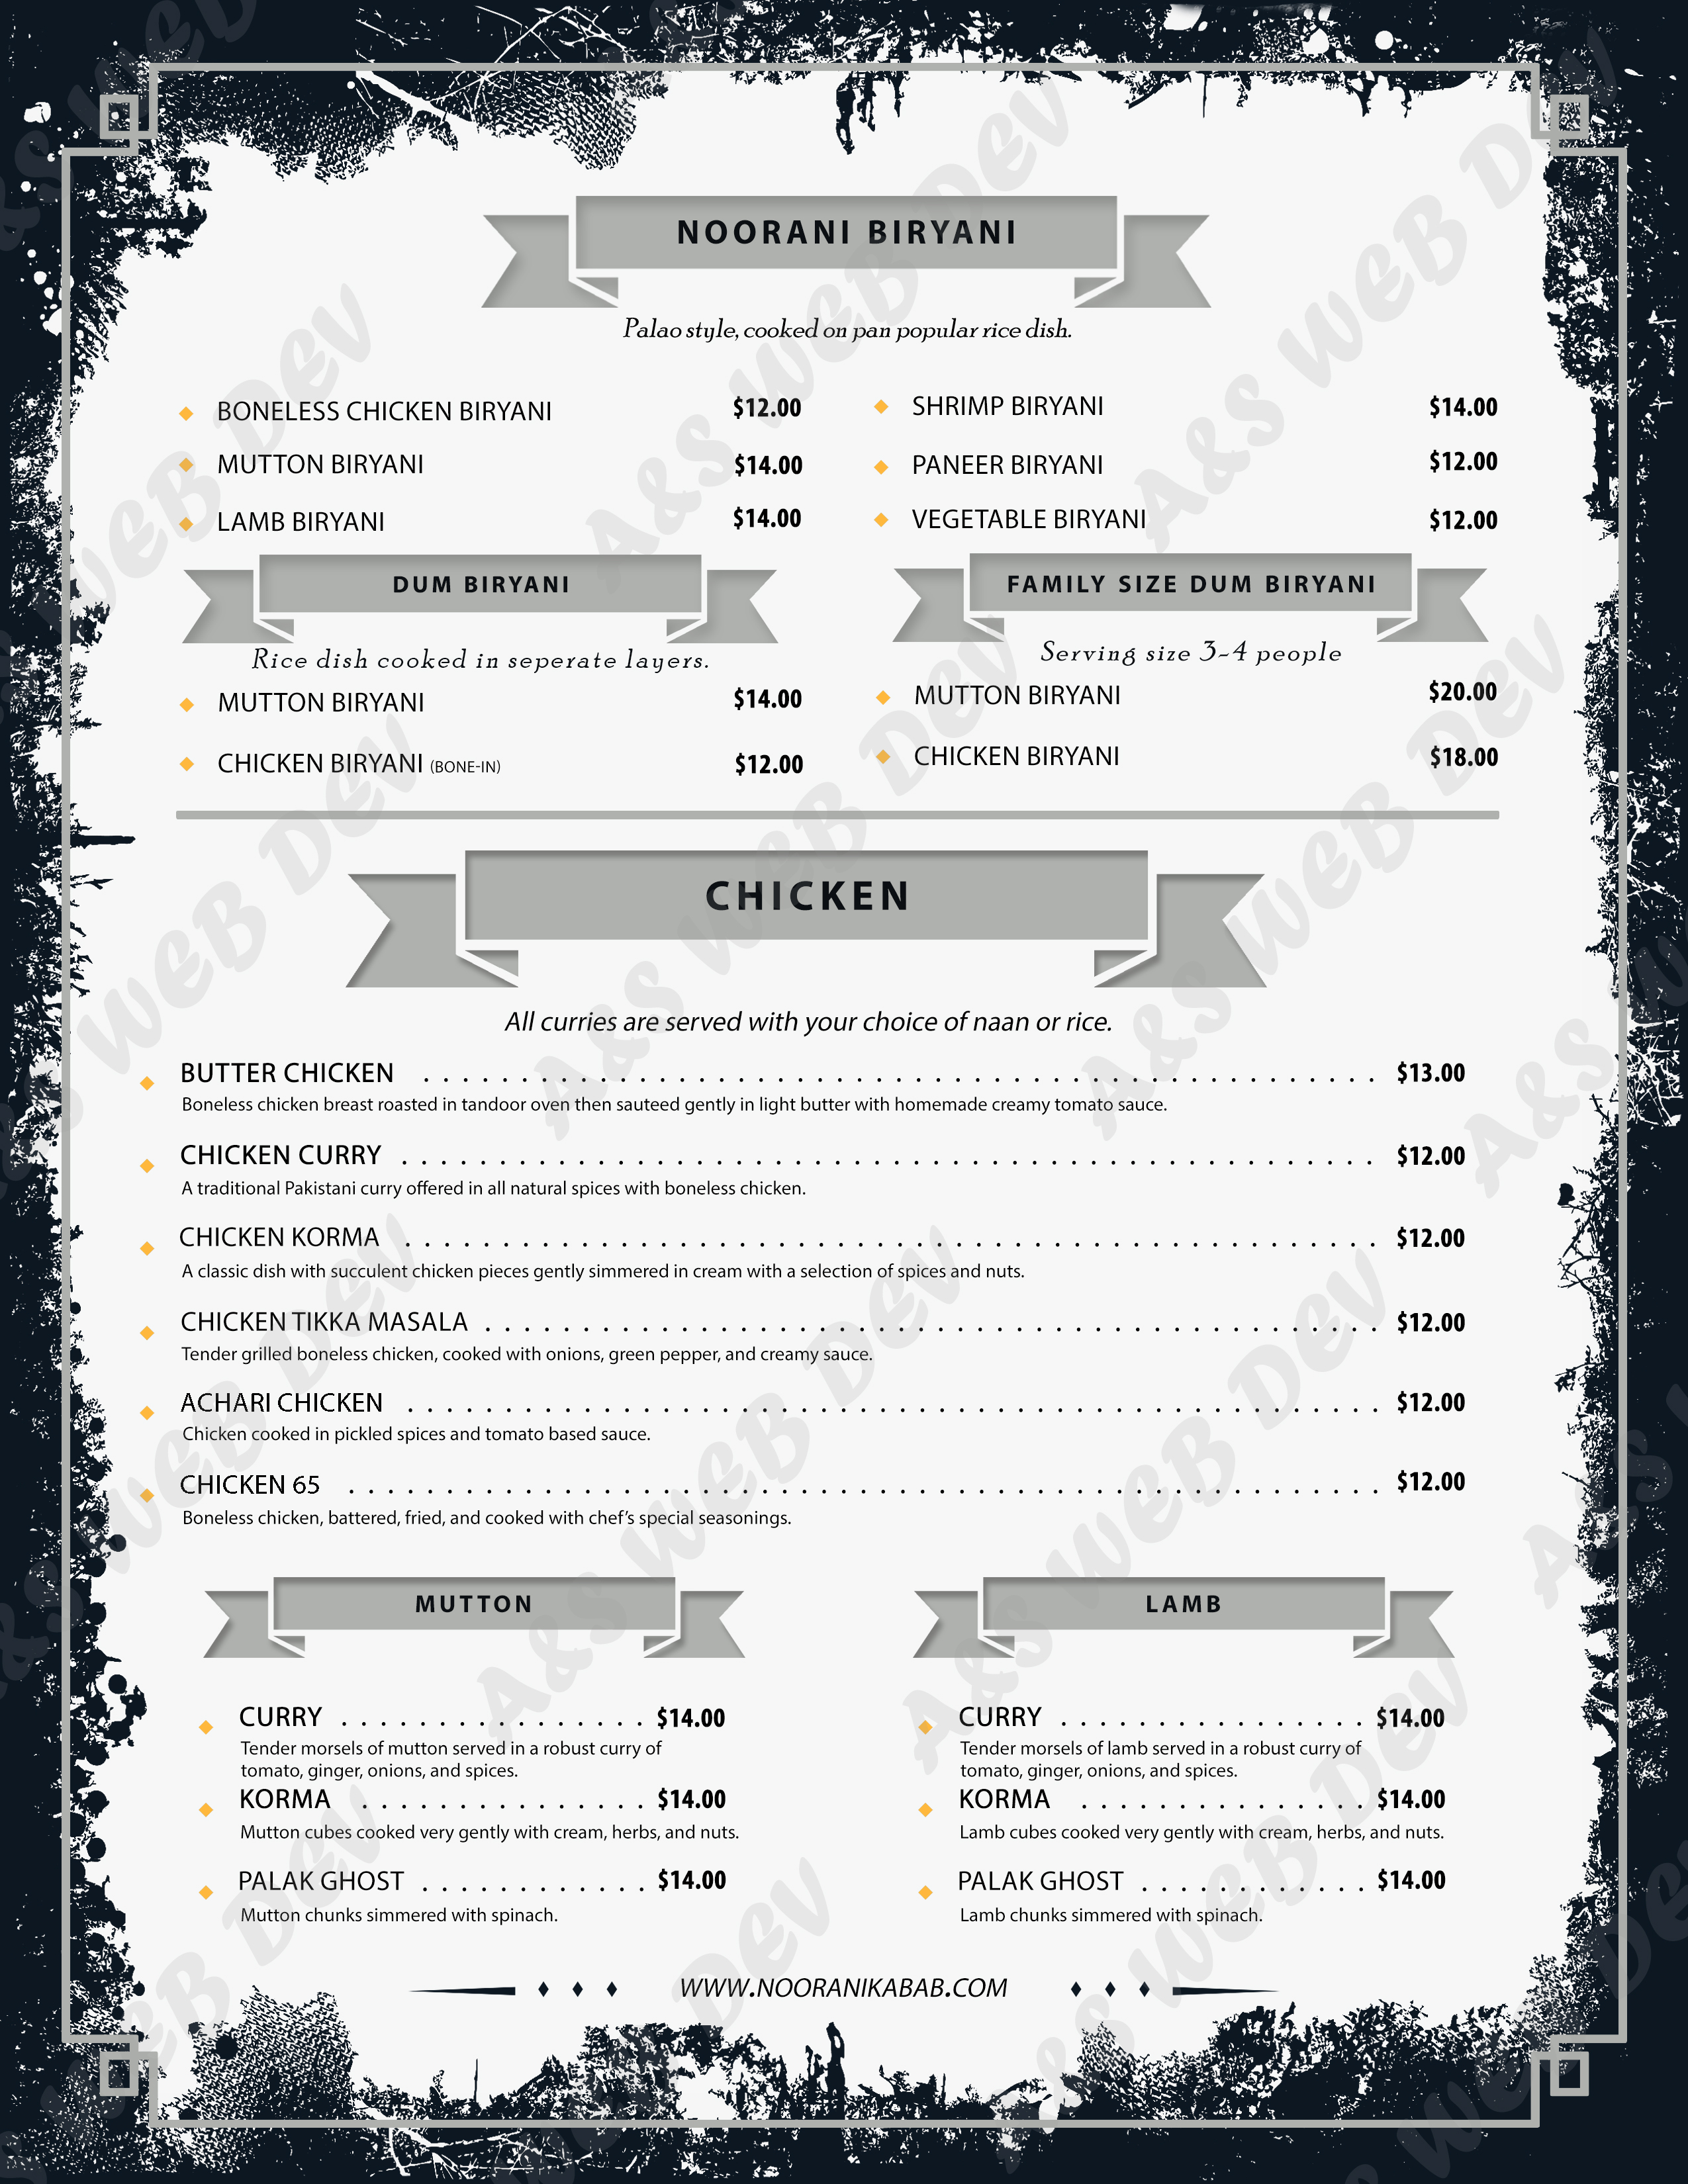 NOORANI BIRYANI
Palao style, cooked on pan popular rice dish.
BONELESS CHICKEN BIRYANI $12.00
MUTTON BIRYANI $14.00
LAMB BIRYANI $14.00
SHRIMP BIRYANI $14.00
PANEER BIRYANI $12.00
VEGETABLE BIRYANI $12.00
DUM BIRYANI
Rice dish cooked in seperate layers.
MUTTON BIRYANI $14.00
CHICKEN BIRYANI (BONE-IN) $12.00
FAMILY SIZE DUM BIRYANI
Serving size 3-4 people
MUTTON BIRYANI $20.00
CHICKEN BIRYANI $18.00
CHICKEN
All curries are served with your choice of naan or rice.
BUTTER CHICKEN $13.00
Boneless chicken breast roasted in tandoor oven then sauteed gently in light butter with homemade creamy tomato sauce.
CHICKEN CURRY $12.00
A traditional Pakistani curry offered in all natural spices with boneless chicken.
CHICKEN KORMA $12.00
A classic dish with succulent chicken pieces gently simmered in cream with a selection of spices and nuts.
CHICKEN TIKKA MASALA $12.00
Tender grilled boneless chicken, cooked with onions, green pepper, and creamy sauce.
ACHARI CHICKEN $12.00
Chicken cooked in pickled spices and tomato based sauce.
CHICKEN 65 $12.00
Boneless chicken, battered, fried, and cooked with chef's special seasonings.
MUTTON
CURRY $14.00
Tender morsels of mutton served in a robust curry of
tomato, ginger, onions, and spices.
KORMA $14.00
Mutton cubes cooked very gently with cream, herbs, and nuts.
PALAK GHOST $14.00
Mutton chunks simmered with spinach.
LAMB
CURRY $14.00
Tender morsels of lamb served in a robust curry of
tomato, ginger, onions, and spices.
KORMA $14.00
Lamb cubes cooked very gently with cream, herbs, and nuts.
PALAK GHOST $14.00
Lamb chunks simmered with spinach.
WWW.NOORANIKABAB.COM
A&S WeB Dev